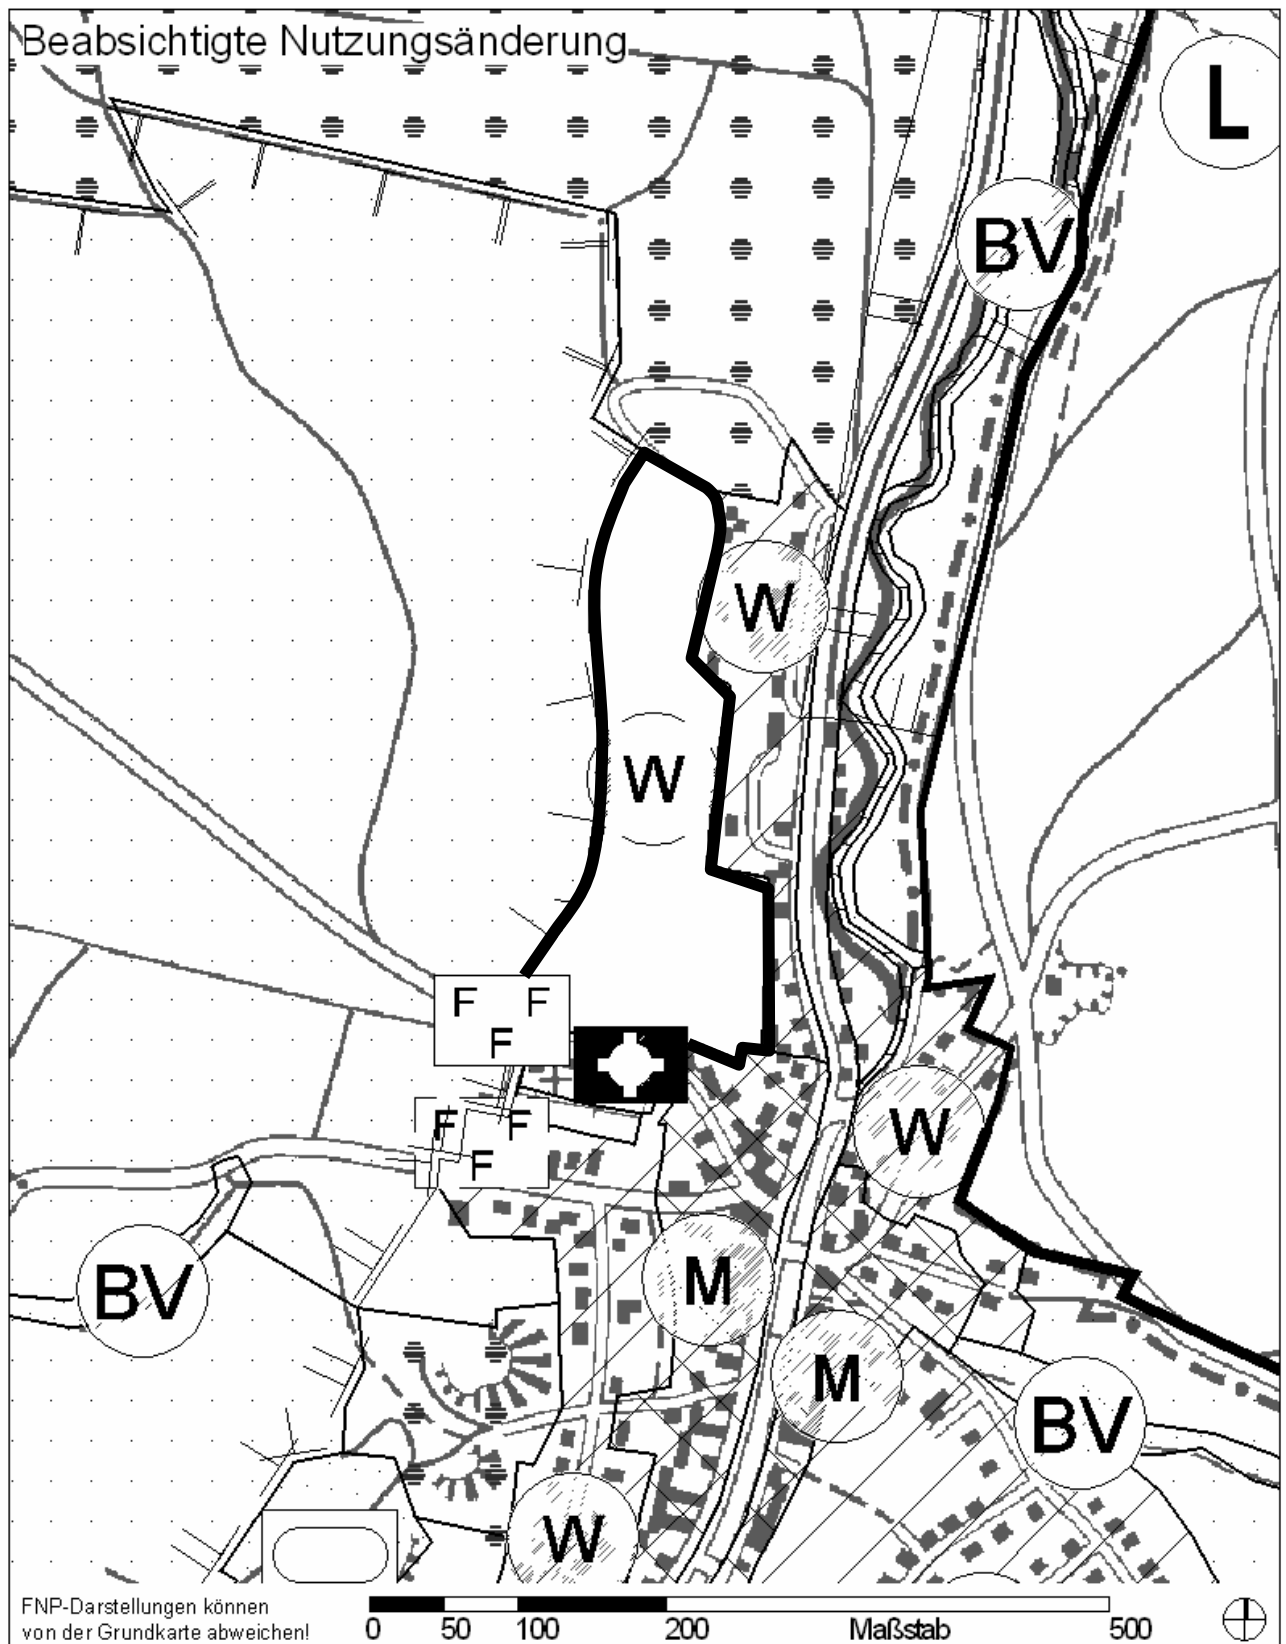 Beabsichtigte Nutzungsänderung
L
BV
W
W
F F
F
F F
F
W
BV
M
M
BV
W
FNP-Darstellungen können
von der Grundkarte abweichen!
0 50 100 200 Maßstab 500